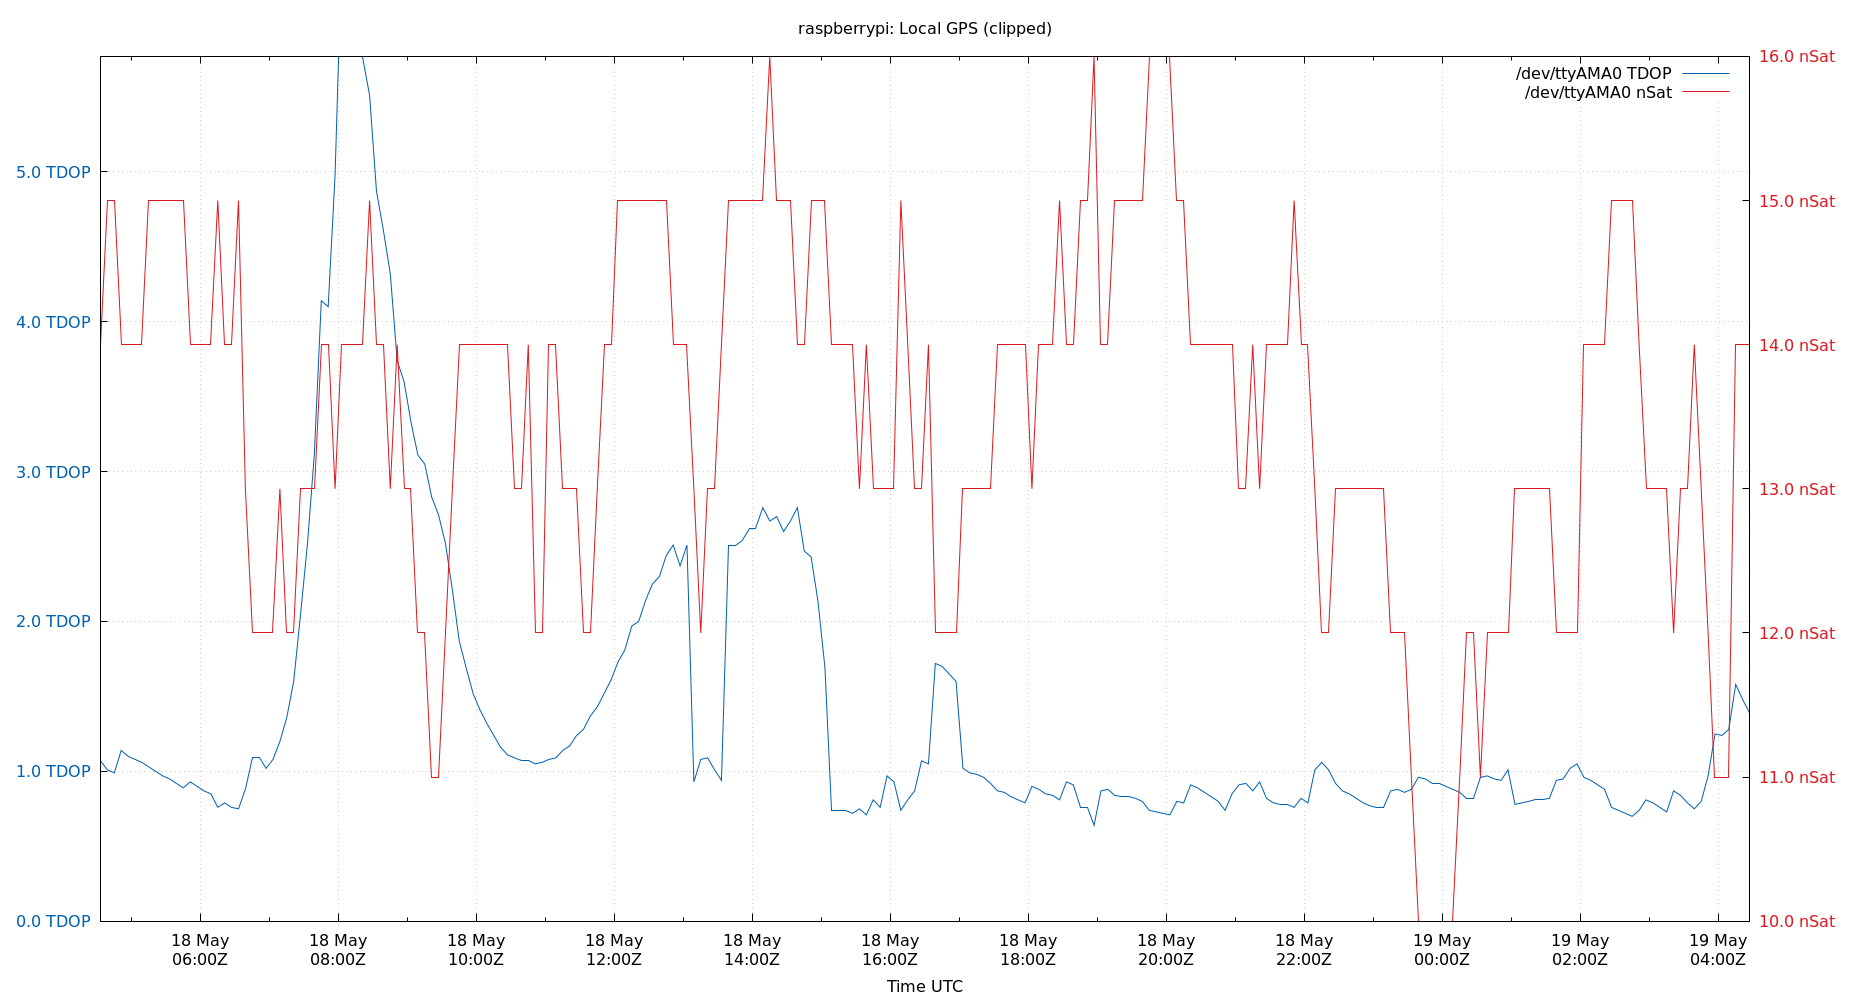 raspberrypi: Local GPS (clipped)
16.0 nSat
/dev/ttyAMA0 TDOP
/dev/ttyAMA0 nSat
5.0 TDOP
15.0 nSat
4.0 TDOP
14.0 nSat
3.0 TDOP
13.0 nSat
2.0 TDOP
12.0 nSat
1.0 TDOP
11.0 nSat
0.0 TDOP
10.0 nSat
18 May 18 May 18 May 18 May 18 May 18 May 18 May 18 May 18 May 19 May 19 May 19 May
06:00Z 08:00Z 10:00Z 12:00Z 14:00Z 16:00Z 18:00Z 20:00Z 22:00Z 00:00Z 02:00Z 04:00Z
Time UTC